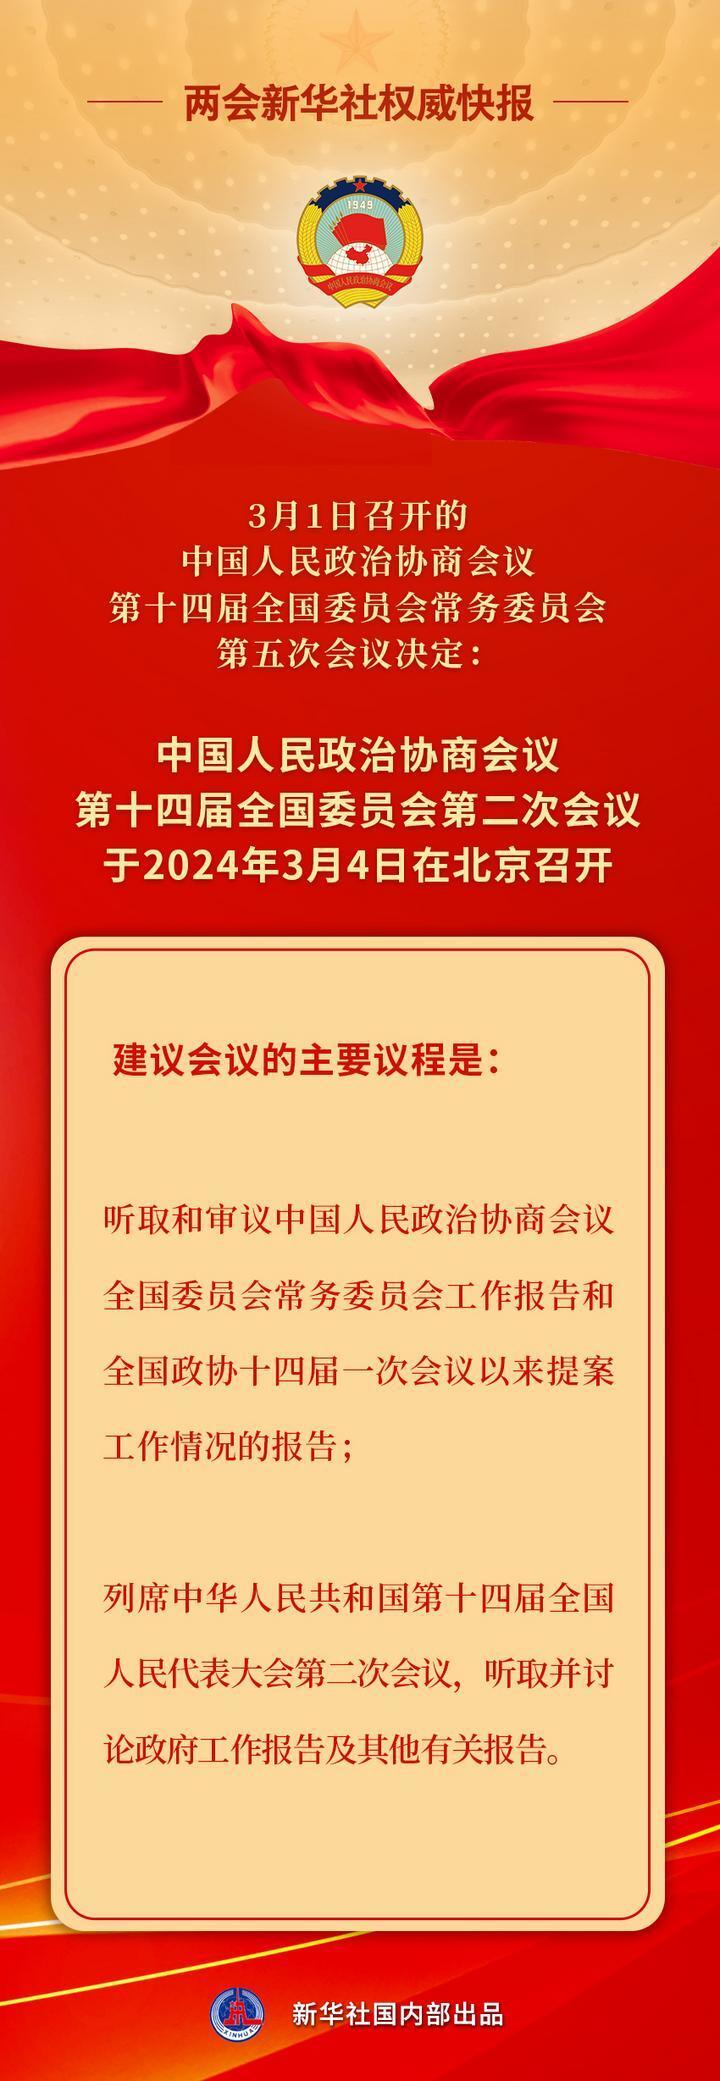 两会新华社权威快报
1949
中国人民政治协商会议
3月1日召开的
中国人民政治协商会议
第十四届全国委员会常务委员会
第五次会议决定：
中国人民政治协商会议
第十四届全国委员会第二次会议
于2024年3月4日在北京召开
建议会议的主要议程是：
听取和审议中国人民政治协商会议
全国委员会常务委员会工作报告和
全国政协十四届一次会议以来提案
工作情况的报告；
列席中华人民共和国第十四届全国
人民代表大会第二次会议，听取并讨
论政府工作报告及其他有关报告。
XINHUA
新华社国内部出品